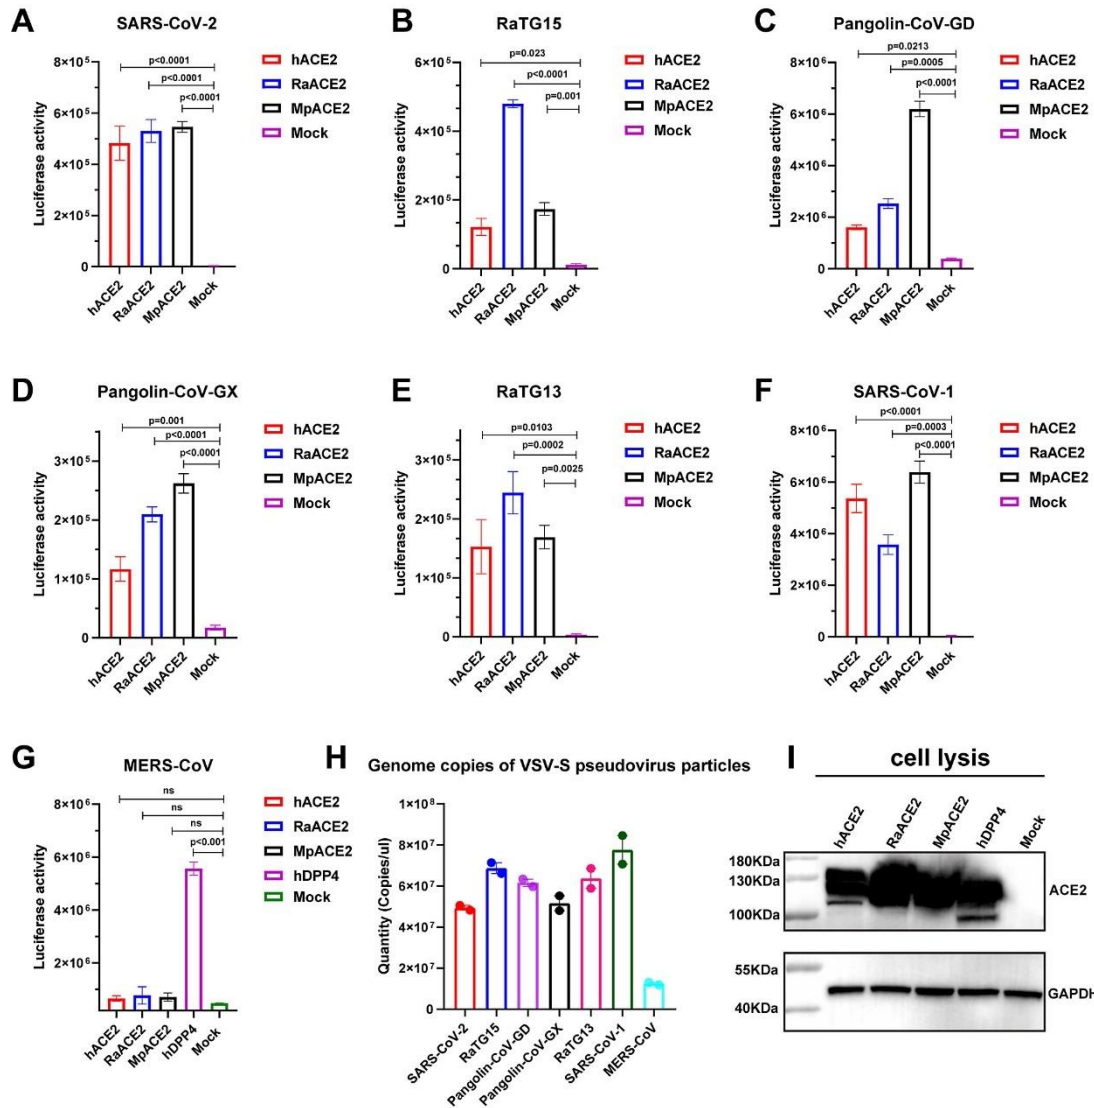 A
SARS-CoV-2
Luciferase activity
8×10⁵
6×10⁵
4×10⁵
2×10⁵
0
p<0.0001
p<0.0001
p<0.0001
hACE2
RaACE2
MpACE2
Mock
hACE2
RaACE2
MpACE2
Mock
B
RaTG15
Luciferase activity
6×10⁵
4×10⁵
2×10⁵
0
p=0.023
p<0.0001
p=0.001
hACE2
RaACE2
MpACE2
Mock
hACE2
RaACE2
MpACE2
Mock
C
Pangolin-CoV-GD
Luciferase activity
8×10⁶
6×10⁶
4×10⁶
2×10⁶
0
p=0.0213
p=0.0005
p<0.0001
hACE2
RaACE2
MpACE2
Mock
hACE2
RaACE2
MpACE2
Mock
D
Pangolin-CoV-GX
Luciferase activity
3×10⁵
2×10⁵
1×10⁵
0
p=0.001
p<0.0001
p<0.0001
hACE2
RaACE2
MpACE2
Mock
hACE2
RaACE2
MpACE2
Mock
E
RaTG13
Luciferase activity
3×10⁵
2×10⁵
1×10⁵
0
p=0.0103
p=0.0002
p=0.0025
hACE2
RaACE2
MpACE2
Mock
hACE2
RaACE2
MpACE2
Mock
F
SARS-CoV-1
Luciferase activity
8×10⁶
6×10⁶
4×10⁶
2×10⁶
0
p<0.0001
p=0.0003
p<0.0001
hACE2
RaACE2
MpACE2
Mock
hACE2
RaACE2
MpACE2
Mock
G
MERS-CoV
Luciferase activity
8×10⁶
6×10⁶
4×10⁶
2×10⁶
ns
ns
ns
p<0.001
hACE2
RaACE2
MpACE2
hDPP4
Mock
hACE2
RaACE2
MpACE2
hDPP4
Mock
H
Genome copies of VSV-S pseudovirus particles
Quantity (Copies/ul)
1×10⁸
8×10⁷
6×10⁷
4×10⁷
2×10⁷
0
SARS-CoV-2
RaTG15
Pangolin-CoV-GD
Pangolin-CoV-GX
RaTG13
SARS-CoV-1
MERS-CoV
I
cell lysis
hACE2
RaACE2
MpACE2
hDPP4
Mock
180KDa
130KDa
100KDa
ACE2
55KDa
40KDa
GAPDH